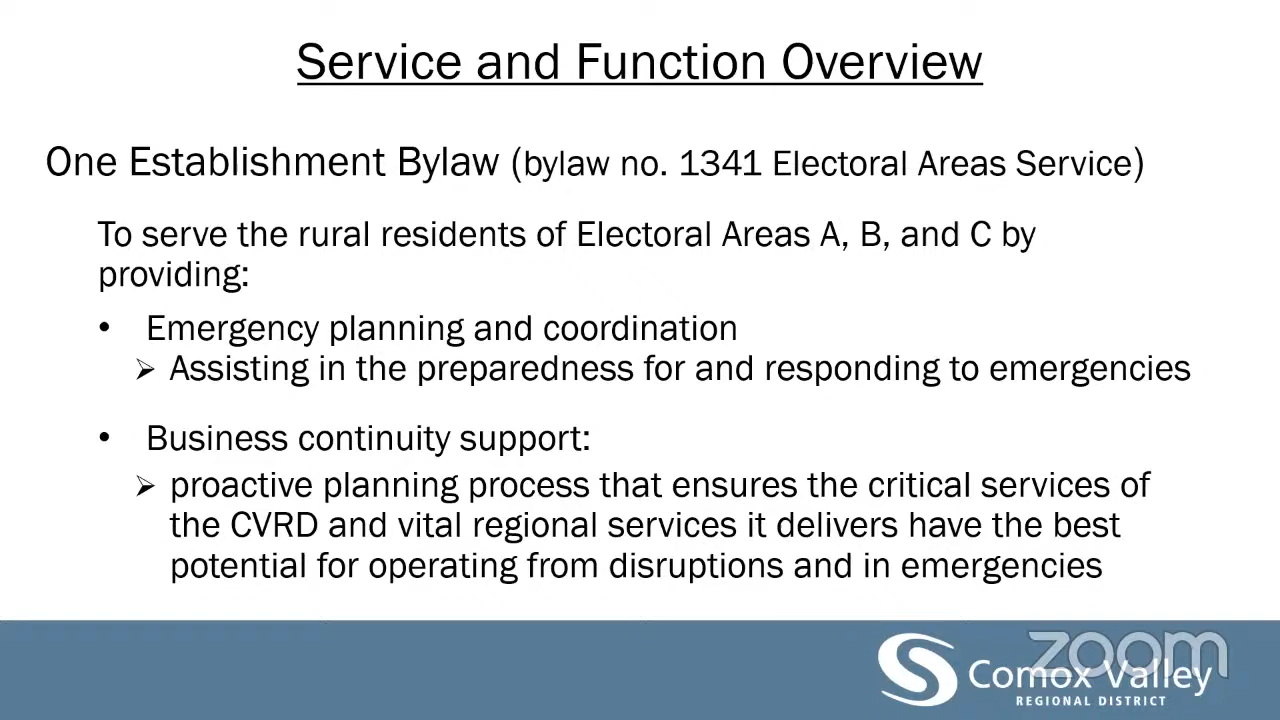 Service and Function Overview
One Establishment Bylaw (bylaw no. 1341 Electoral Areas Service)
To serve the rural residents of Electoral Areas A, B, and C by
providing:
• Emergency planning and coordination
➢ Assisting in the preparedness for and responding to emergencies
• Business continuity support:
➢ proactive planning process that ensures the critical services of
the CVRD and vital regional services it delivers have the best
potential for operating from disruptions and in emergencies
zoom
Comox Valley
REGIONAL DISTRICT